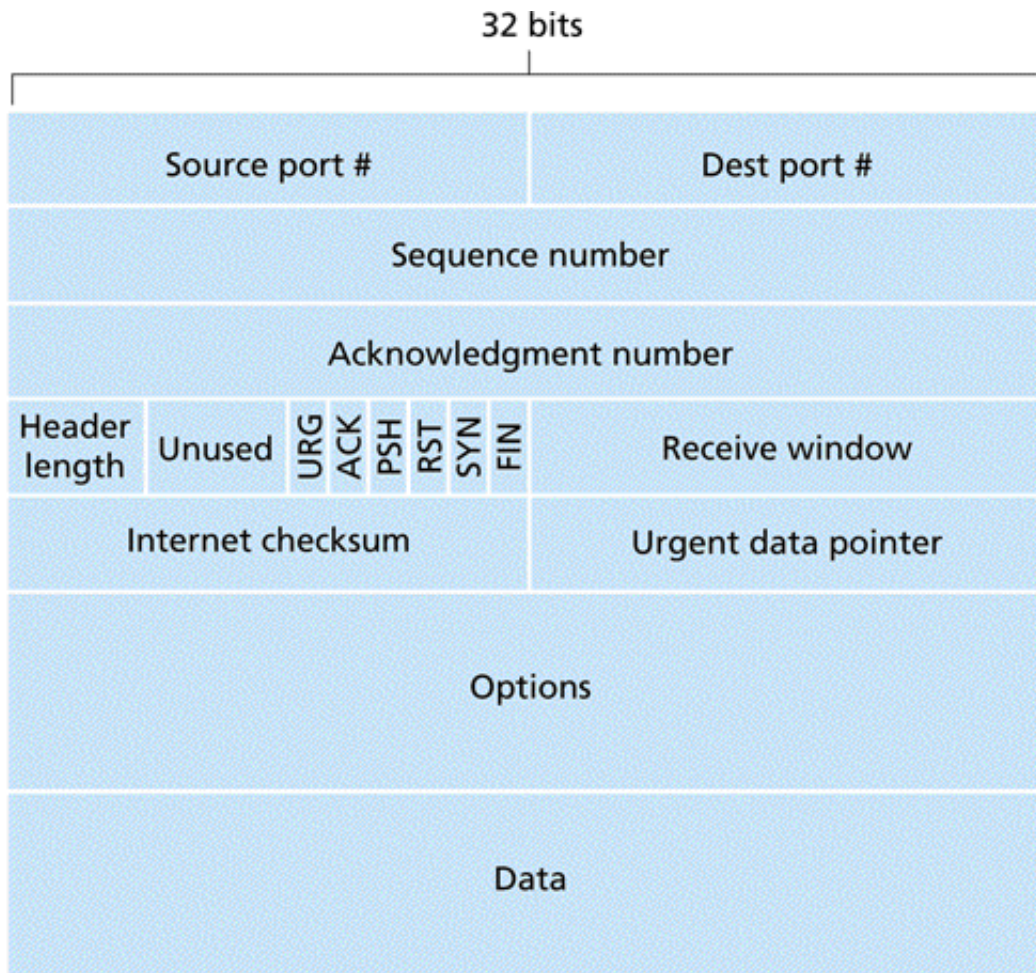 32 bits
Source port #
Dest port #
Sequence number
Acknowledgment number
Header
length
Unused
URG
ACK
PSH
RST
SYN
FIN
Receive window
Internet checksum
Urgent data pointer
Options
Data